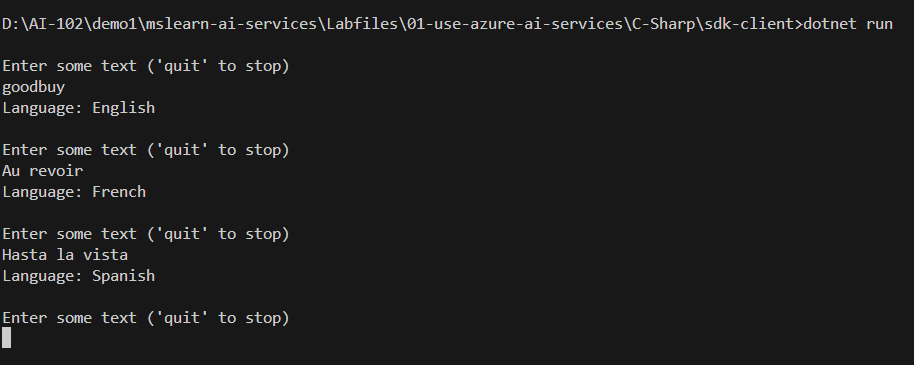 D:\AI-102\demo1\mslearn-ai-services\Labfiles\01-use-azure-ai-services\C-Sharp\sdk-client>dotnet run
Enter some text ('quit' to stop)
goodbuy
Language: English
Enter some text ('quit' to stop)
Au revoir
Language: French
Enter some text ('quit' to stop)
Hasta la vista
Language: Spanish
Enter some text ('quit' to stop)